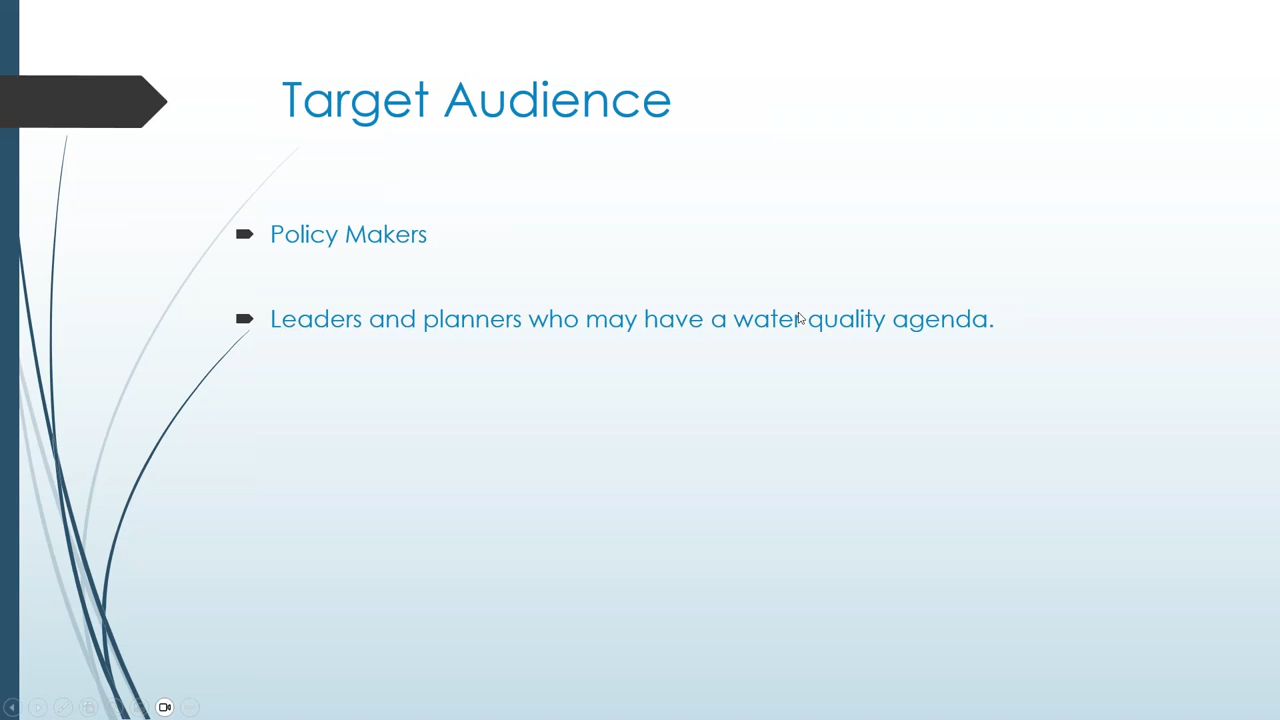 Target Audience
Policy Makers
Leaders and planners who may have a water quality agenda.